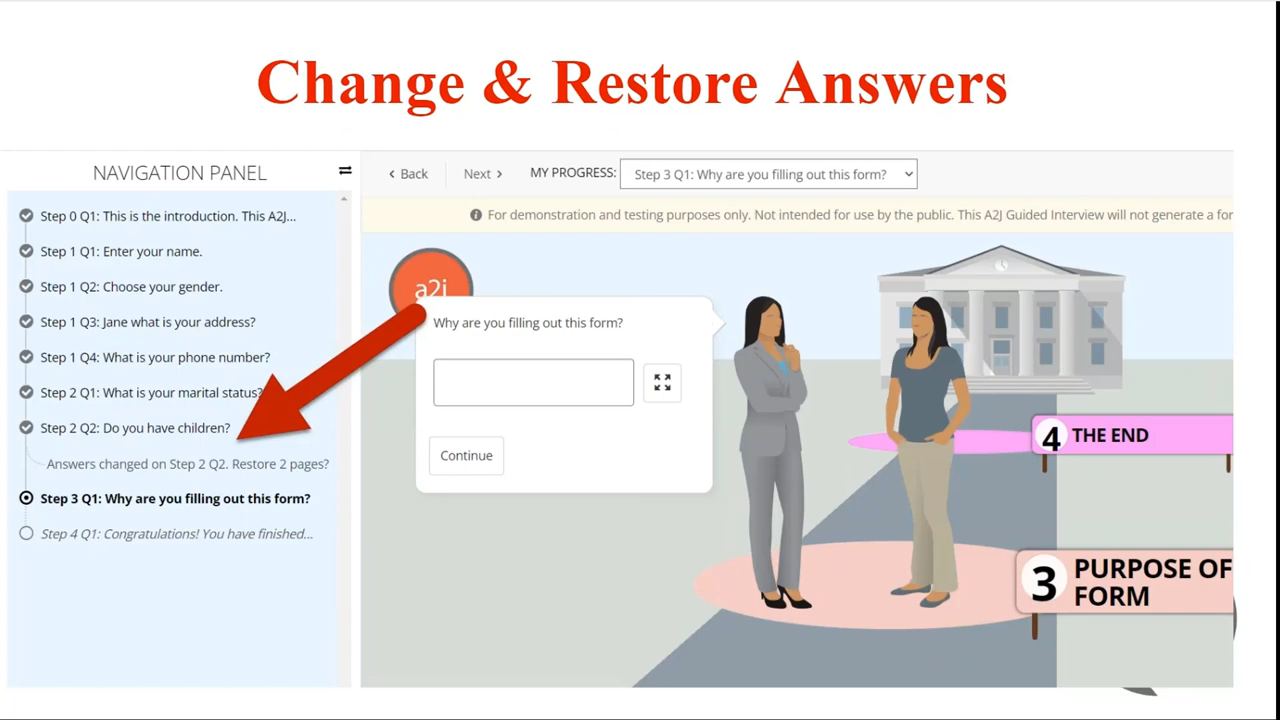 Change & Restore Answers
NAVIGATION PANEL
Step 0 Q1: This is the introduction. This A2J...
Step 1 Q1: Enter your name.
Step 1 Q2: Choose your gender.
Step 1 Q3: Jane what is your address?
Step 1 Q4: What is your phone number?
Step 2 Q1: What is your marital status?
Step 2 Q2: Do you have children?
Answers changed on Step 2 Q2. Restore 2 pages?
Step 3 Q1: Why are you filling out this form?
Step 4 Q1: Congratulations! You have finished...
Back
Next
MY PROGRESS:
Step 3 Q1: Why are you filling out this form?
For demonstration and testing purposes only. Not intended for use by the public. This A2J Guided Interview will not generate a for
a2j
Why are you filling out this form?
Continue
4 THE END
3 PURPOSE OF
FORM